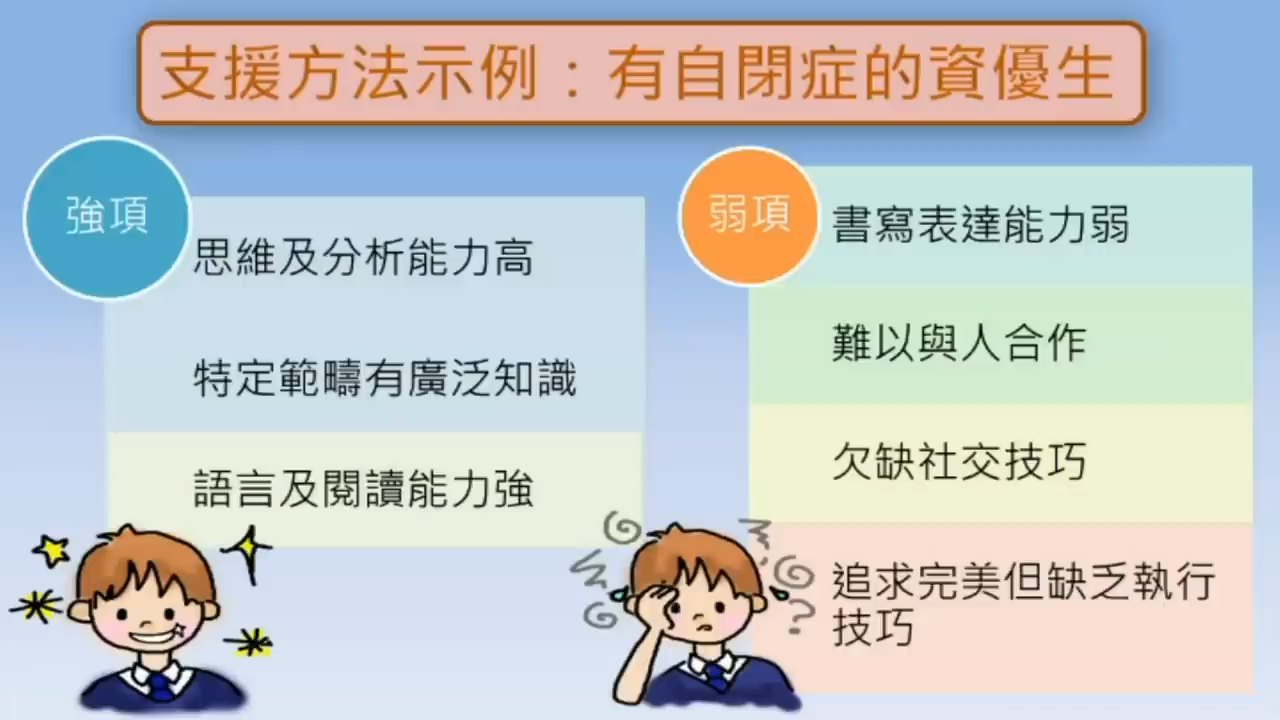 支援方法示例：有自閉症的資優生
強項
思維及分析能力高
特定範疇有廣泛知識
語言及閱讀能力強
弱項
書寫表達能力弱
難以與人合作
欠缺社交技巧
追求完美但缺乏執行
技巧